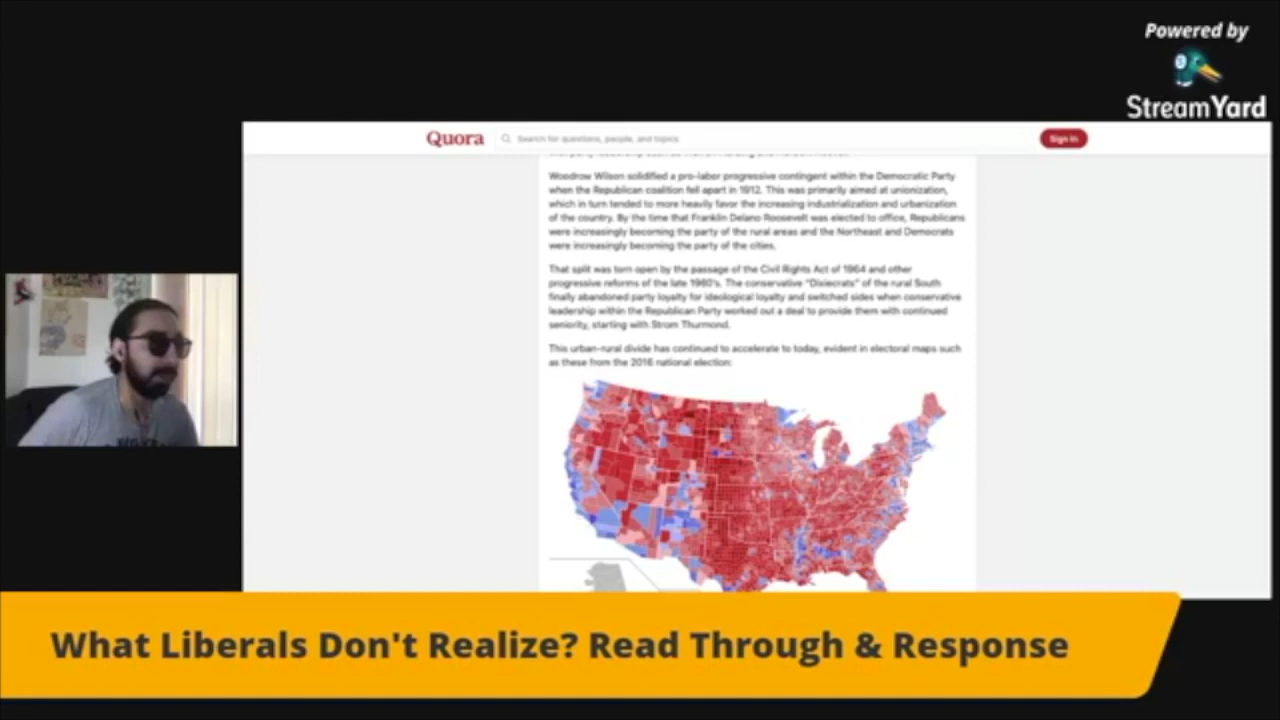 Powered by
StreamYard
Quora
Search for questions, people, and topics
Sign In
Woodrow Wilson solidified a pro-labor progressive contingent within the Democratic Party
when the Republican coalition fell apart in 1912. This was primarily aimed at unionization,
which in turn tended to more heavily favor the increasing industrialization and urbanization
of the country. By the time that Franklin Delano Roosevelt was elected to office, Republicans
were increasingly becoming the party of the rural areas and the Northeast and Democrats
were increasingly becoming the party of the cities.
That split was torn open by the passage of the Civil Rights Act of 1964 and other
progressive reforms of the late 1960's. The conservative "Dixiecrats" of the rural South
finally abandoned party loyalty for ideological loyalty and switched sides when conservative
leadership within the Republican Party worked out a deal to provide them with continued
seniority, starting with Strom Thurmond.
This urban-rural divide has continued to accelerate to today, evident in electoral maps such
as these from the 2016 national election:
What Liberals Don't Realize? Read Through & Response